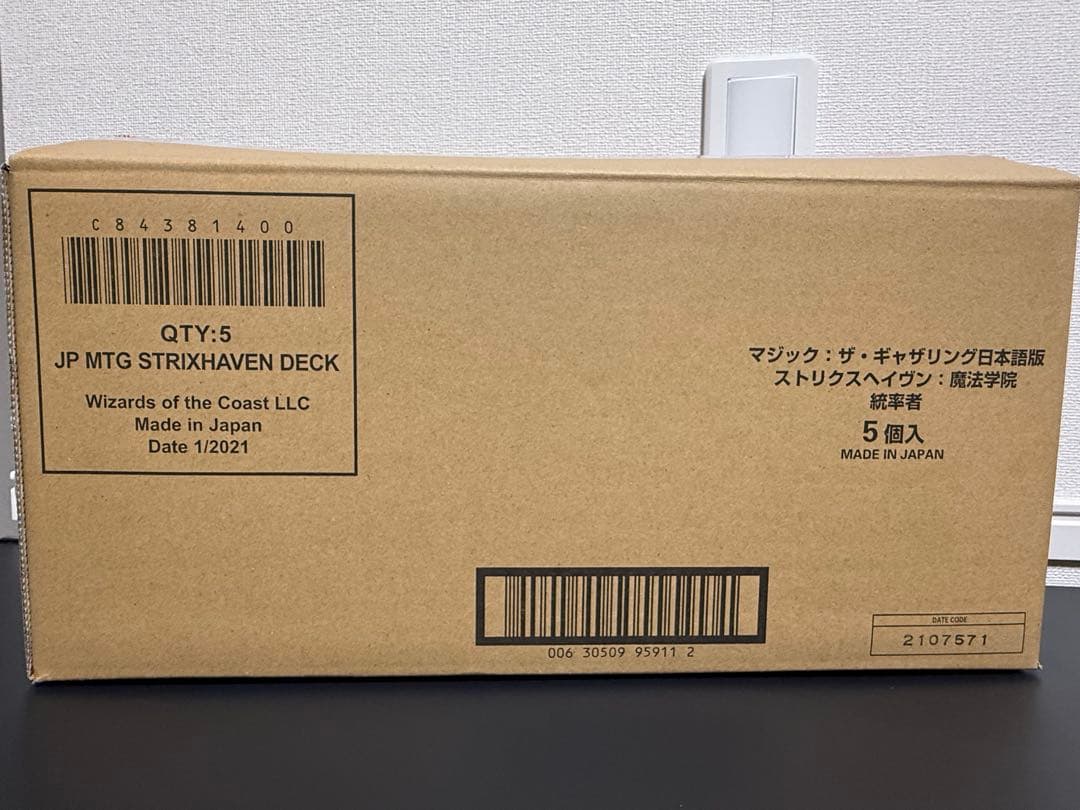 C84381400
QTY:5
JP MTG STRIXHAVEN DECK
Wizards of the Coast LLC
Made in Japan
Date 1/2021
マジック：ザ・ギャザリング日本語版
ストリクスヘイヴン：魔法学院
統率者
5個入
MADE IN JAPAN
006 30509 95911 2
DATE CODE
2107571